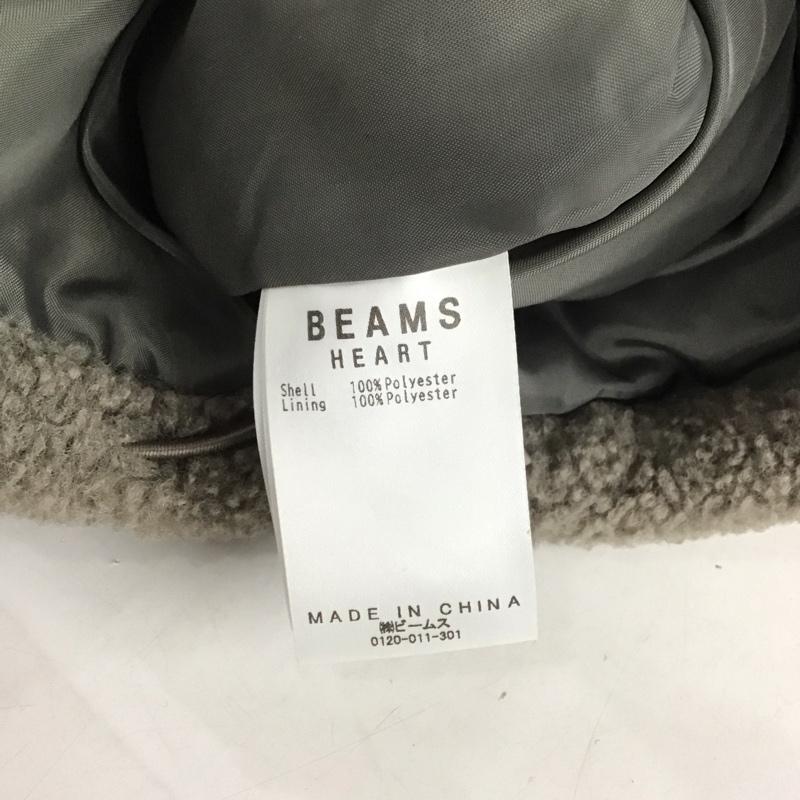 BEAMS
HEART
Shell 100%Polyester
Lining 100%Polyester
MADE IN CHINA
㈱ビームス
0120-011-301